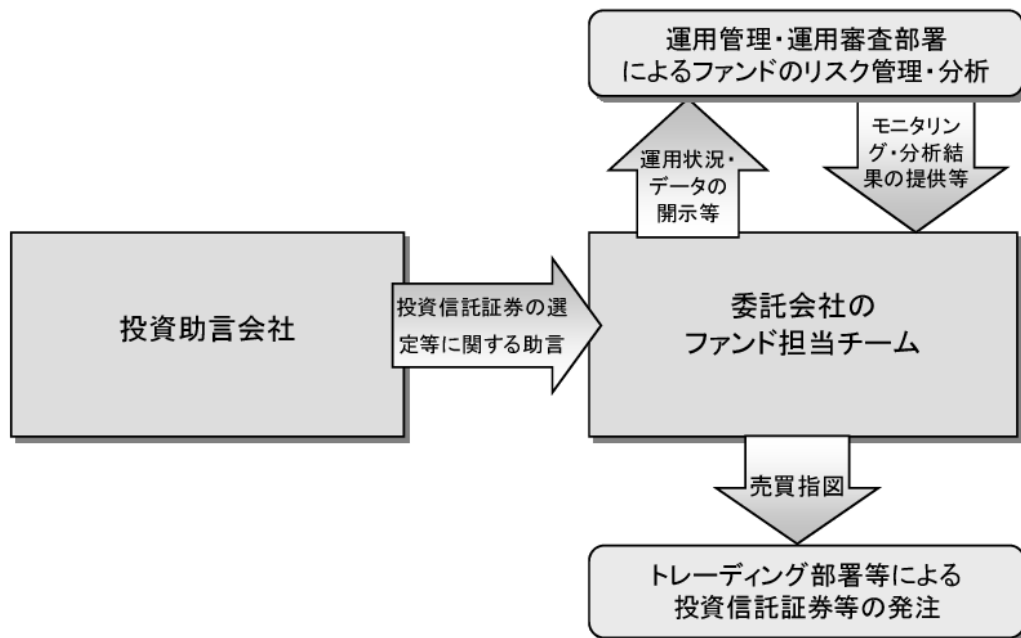 運用管理・運用審査部署
によるファンドのリスク管理・分析
運用状況・
データの
開示等
モニタリン
グ・分析結
果の提供等
投資助言会社
投資信託証券の選
定等に関する助言
委託会社の
ファンド担当チーム
売買指図
トレーディング部署等による
投資信託証券等の発注